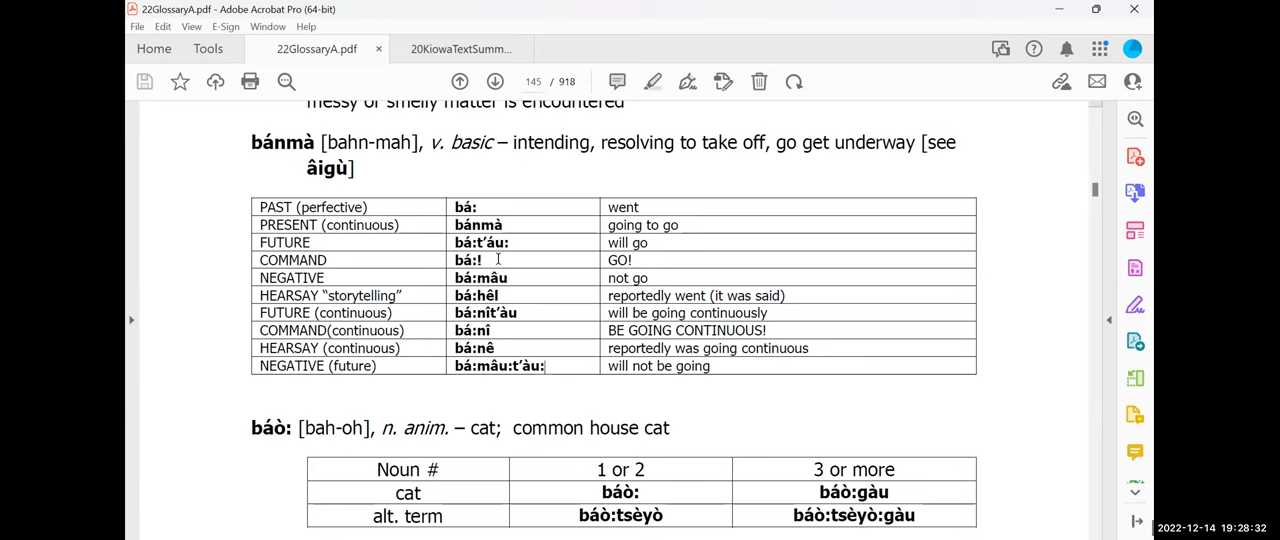 22GlossaryA.pdf - Adobe Acrobat Pro (64-bit)
File Edit View E-Sign Window Help
Home Tools 22GlossaryA.pdf × 20KiowaTextSumm...
145 / 918
messy or smelly matter is encountered
bánmà [bahn-mah], v. basic – intending, resolving to take off, go get underway [see
âigù]
PAST (perfective) bá: went
PRESENT (continuous) bánmà going to go
FUTURE bá:t’áu: will go
COMMAND bá:! GO!
NEGATIVE bá:mâu not go
HEARSAY “storytelling” bá:hêl reportedly went (it was said)
FUTURE (continuous) bá:nît’àu will be going continuously
COMMAND(continuous) bá:nî BE GOING CONTINUOUS!
HEARSAY (continuous) bá:nê reportedly was going continuous
NEGATIVE (future) bá:mâu:t’àu: will not be going
báò: [bah-oh], n. anim. – cat; common house cat
Noun # 1 or 2 3 or more
cat báò: báò:gàu
alt. term báò:tsèyò báò:tsèyò:gàu
2022-12-14 19:28:32